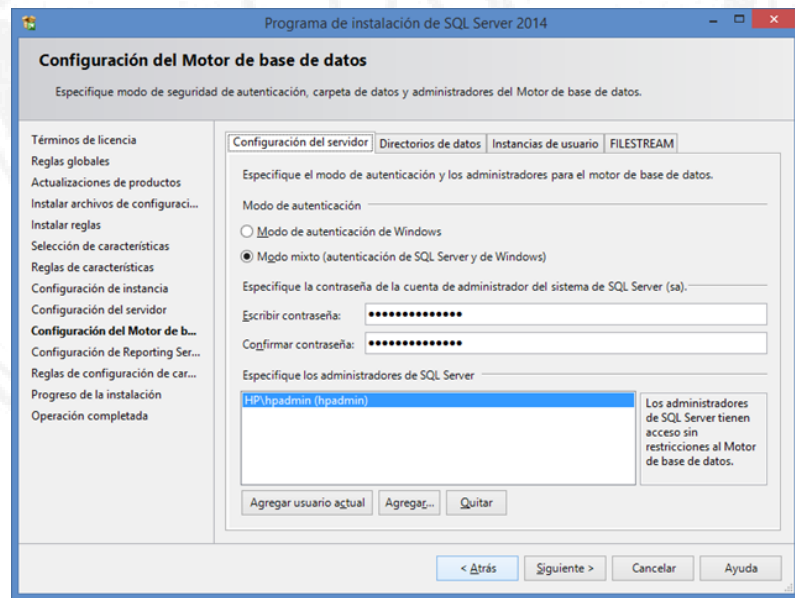 Programa de instalación de SQL Server 2014
Configuración del Motor de base de datos
Especifique modo de seguridad de autenticación, carpeta de datos y administradores del Motor de base de datos.
Términos de licencia
Reglas globales
Actualizaciones de productos
Instalar archivos de configuraci...
Instalar reglas
Selección de características
Reglas de características
Configuración de instancia
Configuración del servidor
Configuración del Motor de b...
Configuración de Reporting Ser...
Reglas de configuración de car...
Progreso de la instalación
Operación completada
Configuración del servidor Directorios de datos Instancias de usuario FILESTREAM
Especifique el modo de autenticación y los administradores para el motor de base de datos.
Modo de autenticación
Modo de autenticación de Windows
Modo mixto (autenticación de SQL Server y de Windows)
Especifique la contraseña de la cuenta de administrador del sistema de SQL Server (sa).
Escribir contraseña: ●●●●●●●●●●●●●●
Confirmar contraseña: ●●●●●●●●●●●●●●
Especifique los administradores de SQL Server
HP\hpadmin (hpadmin)
Los administradores
de SQL Server tienen
acceso sin
restricciones al Motor
de base de datos.
Agregar usuario actual Agregar... Quitar
< Atrás Siguiente > Cancelar Ayuda